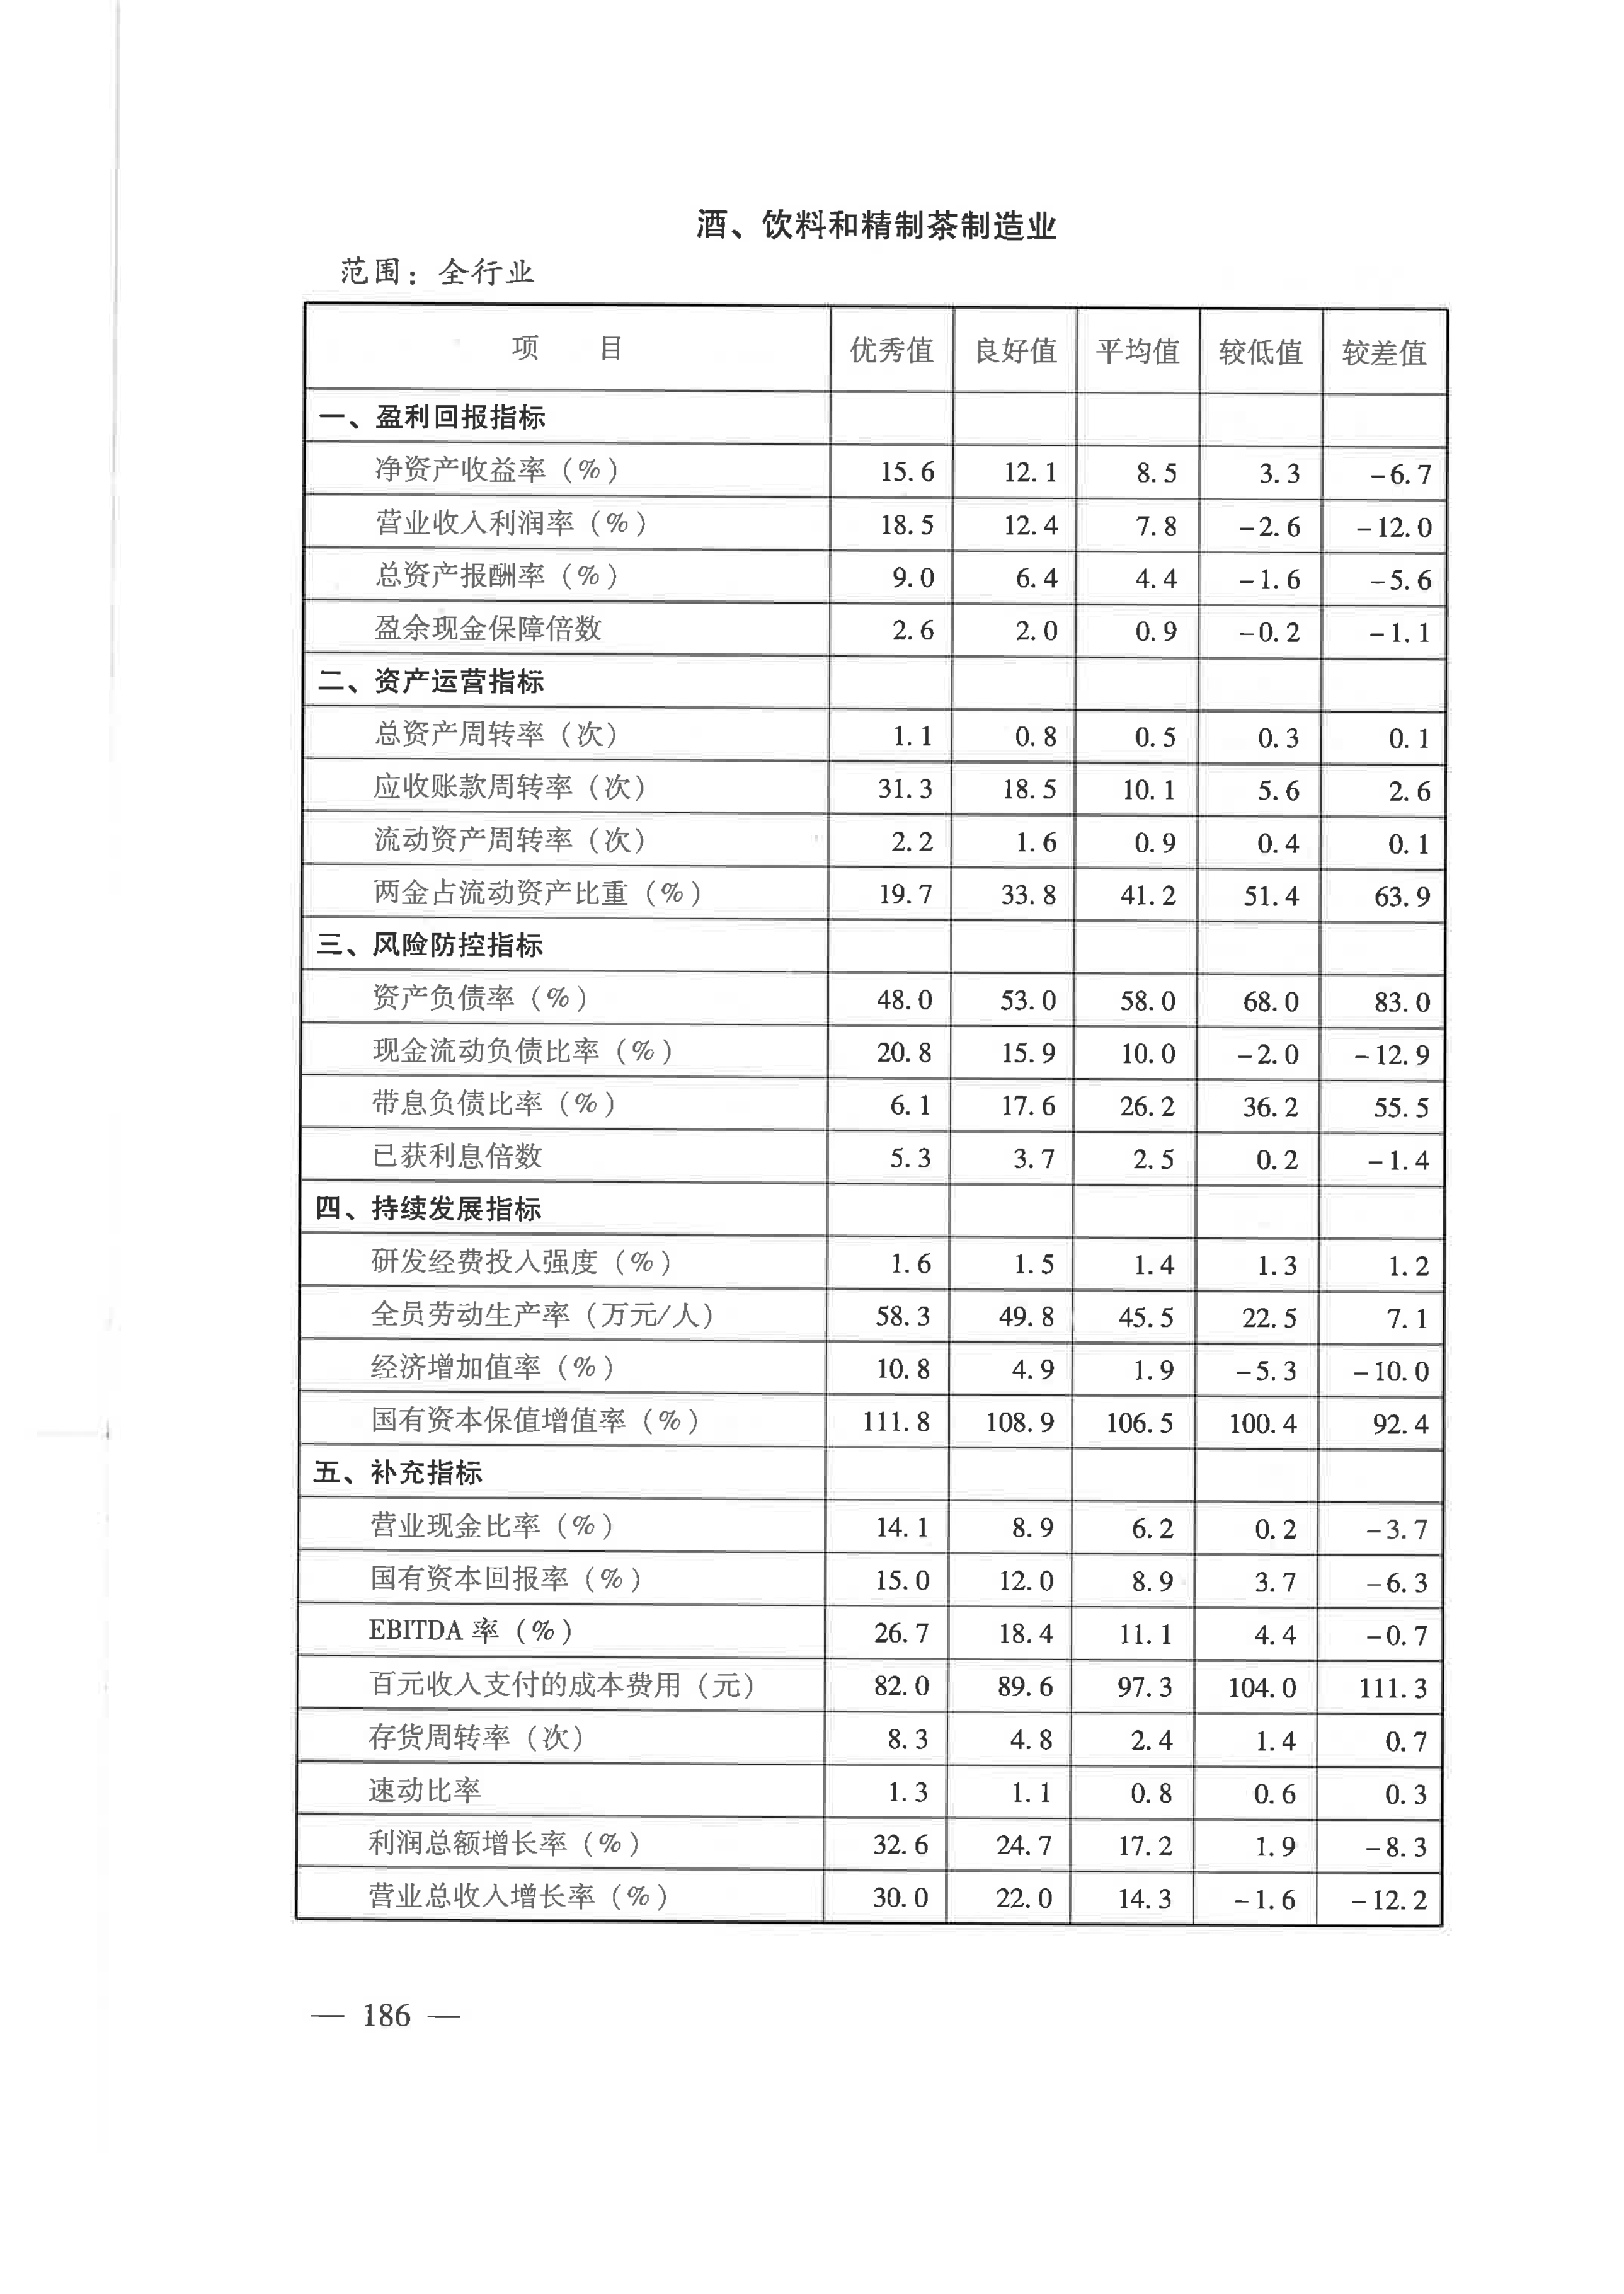 酒、饮料和精制茶制造业
范围：全行业
项 目 优秀值 良好值 平均值 较低值 较差值
一、盈利回报指标
净资产收益率（%） 15.6 12.1 8.5 3.3 -6.7
营业收入利润率（%） 18.5 12.4 7.8 -2.6 -12.0
总资产报酬率（%） 9.0 6.4 4.4 -1.6 -5.6
盈余现金保障倍数 2.6 2.0 0.9 -0.2 -1.1
二、资产运营指标
总资产周转率（次） 1.1 0.8 0.5 0.3 0.1
应收账款周转率（次） 31.3 18.5 10.1 5.6 2.6
流动资产周转率（次） 2.2 1.6 0.9 0.4 0.1
两金占流动资产比重（%） 19.7 33.8 41.2 51.4 63.9
三、风险防控指标
资产负债率（%） 48.0 53.0 58.0 68.0 83.0
现金流动负债比率（%） 20.8 15.9 10.0 -2.0 -12.9
带息负债比率（%） 6.1 17.6 26.2 36.2 55.5
已获利息倍数 5.3 3.7 2.5 0.2 -1.4
四、持续发展指标
研发经费投入强度（%） 1.6 1.5 1.4 1.3 1.2
全员劳动生产率（万元/人） 58.3 49.8 45.5 22.5 7.1
经济增加值率（%） 10.8 4.9 1.9 -5.3 -10.0
国有资本保值增值率（%） 111.8 108.9 106.5 100.4 92.4
五、补充指标
营业现金比率（%） 14.1 8.9 6.2 0.2 -3.7
国有资本回报率（%） 15.0 12.0 8.9 3.7 -6.3
EBITDA 率（%） 26.7 18.4 11.1 4.4 -0.7
百元收入支付的成本费用（元） 82.0 89.6 97.3 104.0 111.3
存货周转率（次） 8.3 4.8 2.4 1.4 0.7
速动比率 1.3 1.1 0.8 0.6 0.3
利润总额增长率（%） 32.6 24.7 17.2 1.9 -8.3
营业总收入增长率（%） 30.0 22.0 14.3 -1.6 -12.2
— 186 —